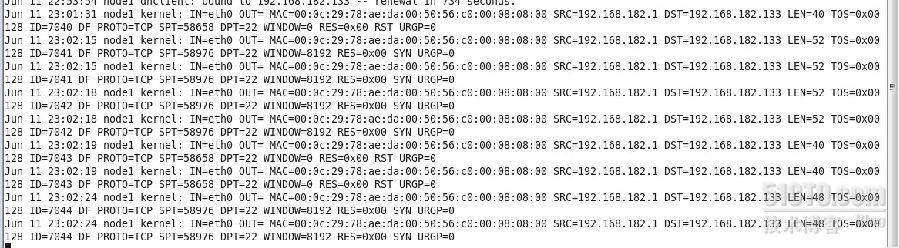 Jun 11 22:53:54 node1 dhclient: bound to 192.168.182.133 -- renewal in 734 seconds.
Jun 11 23:01:31 node1 kernel: IN=eth0 OUT= MAC=00:0c:29:78:ae:da:00:50:56:c0:00:08:08:00 SRC=192.168.182.1 DST=192.168.182.133 LEN=40 TOS=0x00
128 ID=7040 DF PROTO=TCP SPT=58658 DPT=22 WINDOW=0 RES=0x00 RST URGP=0
Jun 11 23:02:15 node1 kernel: IN=eth0 OUT= MAC=00:0c:29:78:ae:da:00:50:56:c0:00:08:08:00 SRC=192.168.182.1 DST=192.168.182.133 LEN=52 TOS=0x00
128 ID=7041 DF PROTO=TCP SPT=58976 DPT=22 WINDOW=8192 RES=0x00 SYN URGP=0
Jun 11 23:02:15 node1 kernel: IN=eth0 OUT= MAC=00:0c:29:78:ae:da:00:50:56:c0:00:08:08:00 SRC=192.168.182.1 DST=192.168.182.133 LEN=52 TOS=0x00
128 ID=7041 DF PROTO=TCP SPT=58976 DPT=22 WINDOW=8192 RES=0x00 SYN URGP=0
Jun 11 23:02:18 node1 kernel: IN=eth0 OUT= MAC=00:0c:29:78:ae:da:00:50:56:c0:00:08:08:00 SRC=192.168.182.1 DST=192.168.182.133 LEN=52 TOS=0x00
128 ID=7042 DF PROTO=TCP SPT=58976 DPT=22 WINDOW=8192 RES=0x00 SYN URGP=0
Jun 11 23:02:18 node1 kernel: IN=eth0 OUT= MAC=00:0c:29:78:ae:da:00:50:56:c0:00:08:08:00 SRC=192.168.182.1 DST=192.168.182.133 LEN=52 TOS=0x00
128 ID=7042 DF PROTO=TCP SPT=58976 DPT=22 WINDOW=8192 RES=0x00 SYN URGP=0
Jun 11 23:02:19 node1 kernel: IN=eth0 OUT= MAC=00:0c:29:78:ae:da:00:50:56:c0:00:08:08:00 SRC=192.168.182.1 DST=192.168.182.133 LEN=40 TOS=0x00
128 ID=7043 DF PROTO=TCP SPT=58658 DPT=22 WINDOW=0 RES=0x00 RST URGP=0
Jun 11 23:02:19 node1 kernel: IN=eth0 OUT= MAC=00:0c:29:78:ae:da:00:50:56:c0:00:08:08:00 SRC=192.168.182.1 DST=192.168.182.133 LEN=40 TOS=0x00
128 ID=7043 DF PROTO=TCP SPT=58658 DPT=22 WINDOW=0 RES=0x00 RST URGP=0
Jun 11 23:02:24 node1 kernel: IN=eth0 OUT= MAC=00:0c:29:78:ae:da:00:50:56:c0:00:08:08:00 SRC=192.168.182.1 DST=192.168.182.133 LEN=48 TOS=0x00
128 ID=7044 DF PROTO=TCP SPT=58976 DPT=22 WINDOW=8192 RES=0x00 SYN URGP=0
Jun 11 23:02:24 node1 kernel: IN=eth0 OUT= MAC=00:0c:29:78:ae:da:00:50:56:c0:00:08:08:00 SRC=192.168.182.1 DST=192.168.182.133 LEN=48 TOS=0x00
128 ID=7044 DF PROTO=TCP SPT=58976 DPT=22 WINDOW=8192 RES=0x00 SYN URGP=0
51CTO.com
技术博客 Blog